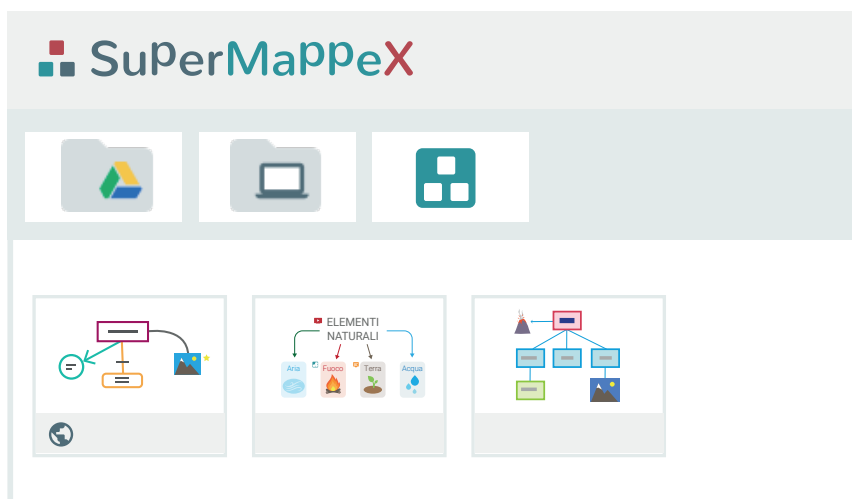 SuperMappeX
ELEMENTI
NATURALI
Aria
Fuoco
Terra
Acqua